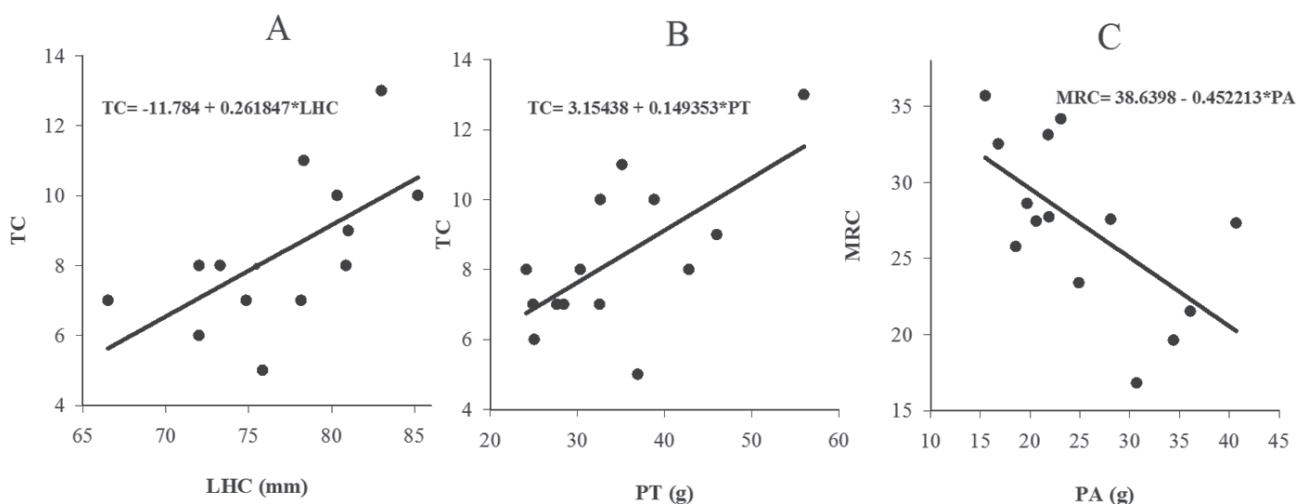 A
14
12
10
8
6
4
TC= -11.784 + 0.261847*LHC
TC
65
70
75
80
85
LHC (mm)
B
14
12
10
8
6
4
TC= 3.15438 + 0.149353*PT
TC
20
30
40
50
60
PT (g)
C
35
30
25
20
15
MRC= 38.6398 - 0.452213*PA
MRC
10
15
20
25
30
35
40
45
PA (g)